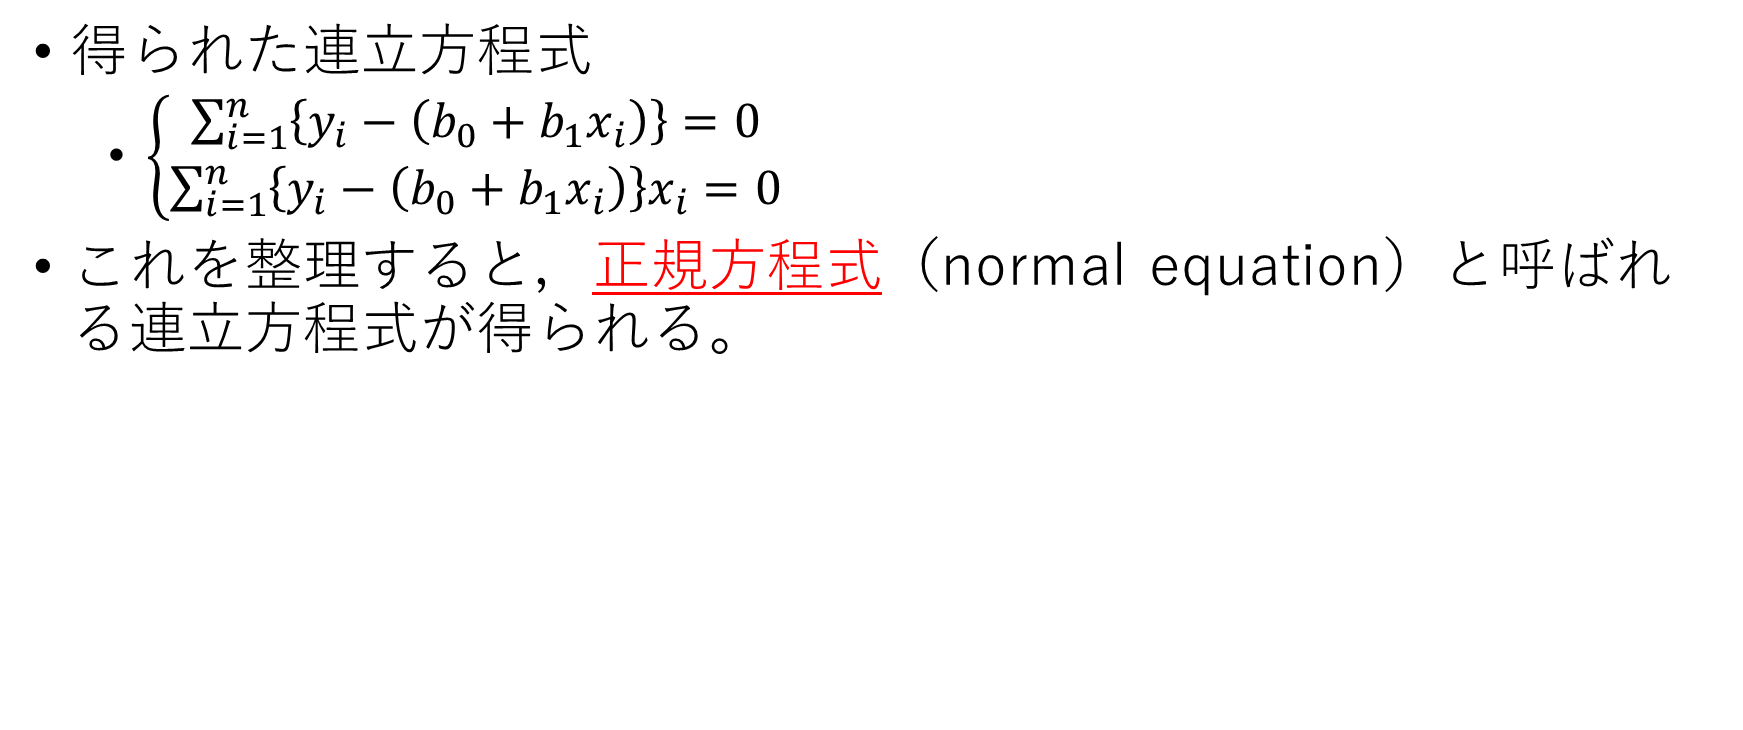 • 得られた連立方程式
• { ∑ⁿᵢ₌₁{yᵢ − (b₀ + b₁xᵢ)} = 0
∑ⁿᵢ₌₁{yᵢ − (b₀ + b₁xᵢ)}xᵢ = 0
• これを整理すると，正規方程式（normal equation）と呼ばれ
る連立方程式が得られる。